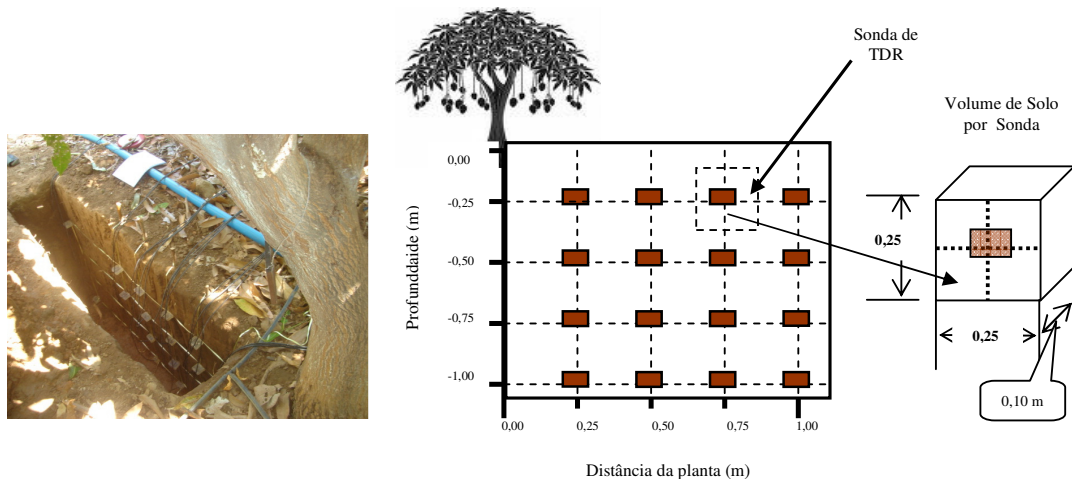 Sonda de
TDR
Volume de Solo
por Sonda
Profunddaide (m)
0,00
-0,25
-0,50
-0,75
-1,00
0,00 0,25 0,50 0,75 1,00
Distância da planta (m)
0,25
0,25
0,10 m